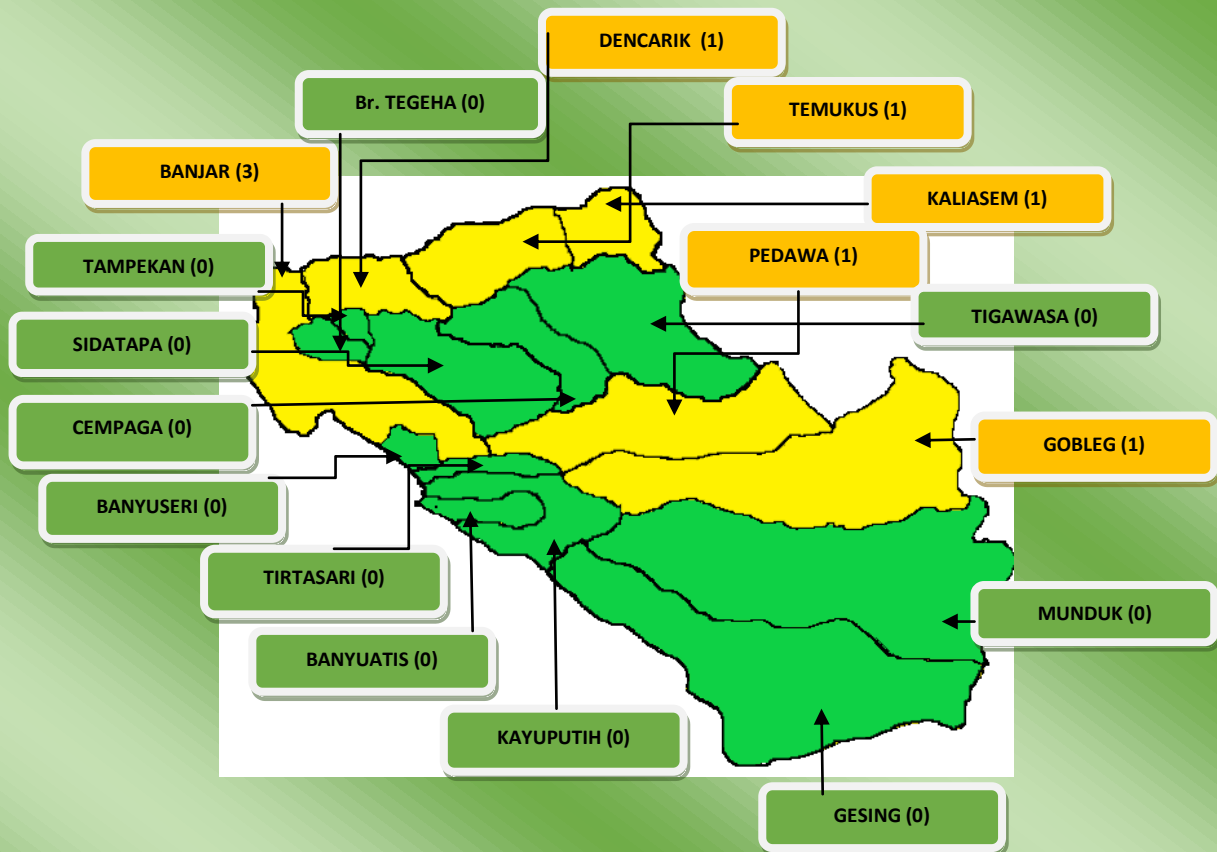 DENCARIK (1)
Br. TEGEHA (0)
TEMUKUS (1)
BANJAR (3)
KALIASEM (1)
TAMPEKAN (0)
PEDAWA (1)
SIDATAPA (0)
TIGAWASA (0)
CEMPAGA (0)
GOBLEG (1)
BANYUSERI (0)
TIRTASARI (0)
MUNDUK (0)
BANYUATIS (0)
KAYUPUTIH (0)
GESING (0)